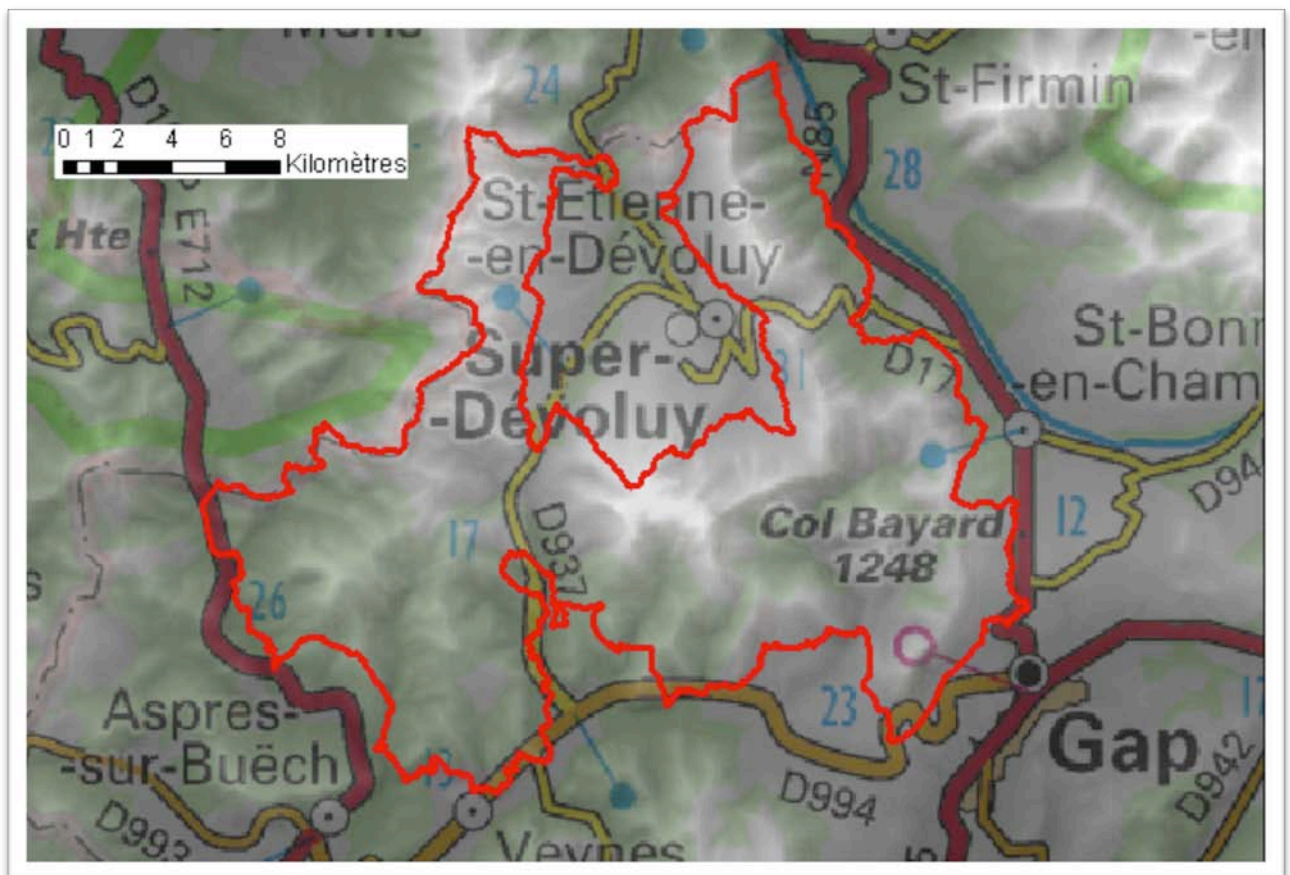 24
St-Firmin
N85
28
0 1 2 4 6 8
Kilomètres
E712
Hte
St-Etienne-
-en-Dévoluy
Super-
-Dévoluy
D17
St-Bonn
-en-Cham
D94
12
Col Bayard
1248
17
D937
26
23
Aspres-
-sur-Buëch
D993
D994
Gap
D942
Veynes